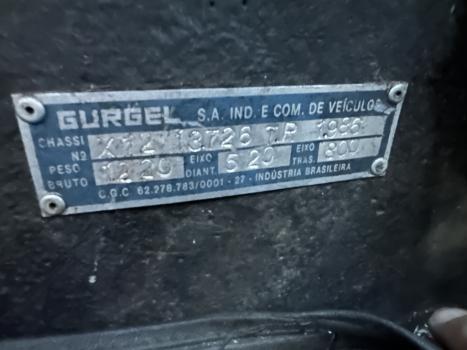 GURGEL S.A. IND. E COM. DE VEÍCULOS
CHASSI Nº X12 13726 TR 1986
PESO BRUTO 1220 EIXO DIANT. 520 EIXO TRAS. 800
C.G.C 62.778.783/0001-27 - INDÚSTRIA BRASILEIRA